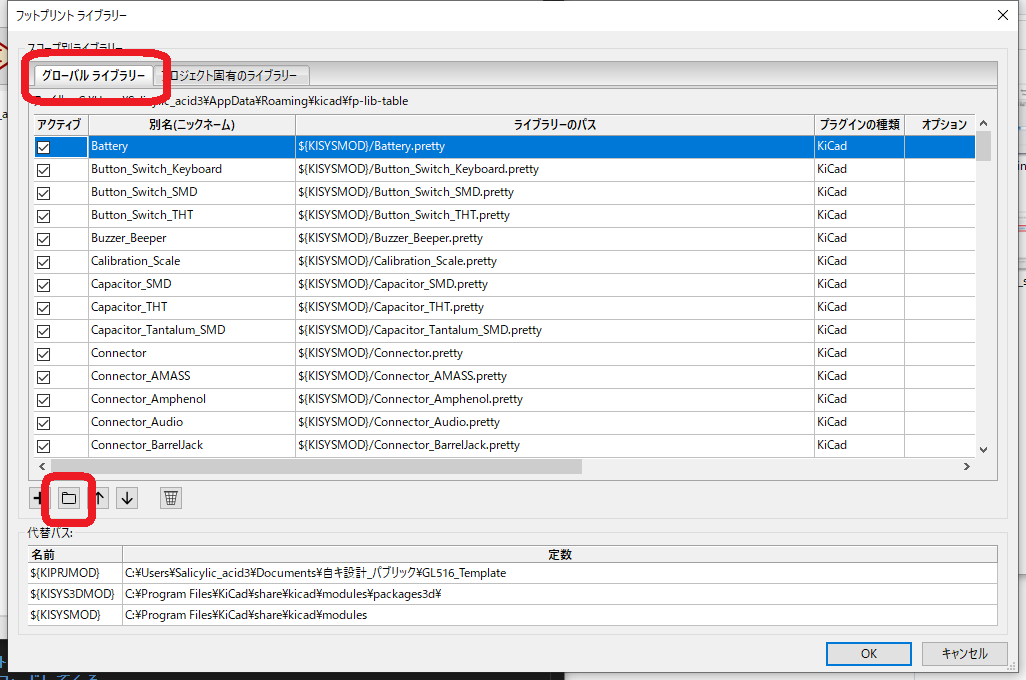 フットプリント ライブラリー
スコープ別ライブラリー
グローバル ライブラリー ロジェクト固有のライブラリー
Salicylic_acid3¥AppData¥Roaming¥kicad¥fp-lib-table
アクティブ 別名(ニックネーム) ライブラリーのパス プラグインの種類 オプション
Battery ${KISYSMOD}/Battery.pretty KiCad
Button_Switch_Keyboard ${KISYSMOD}/Button_Switch_Keyboard.pretty KiCad
Button_Switch_SMD ${KISYSMOD}/Button_Switch_SMD.pretty KiCad
Button_Switch_THT ${KISYSMOD}/Button_Switch_THT.pretty KiCad
Buzzer_Beeper ${KISYSMOD}/Buzzer_Beeper.pretty KiCad
Calibration_Scale ${KISYSMOD}/Calibration_Scale.pretty KiCad
Capacitor_SMD ${KISYSMOD}/Capacitor_SMD.pretty KiCad
Capacitor_THT ${KISYSMOD}/Capacitor_THT.pretty KiCad
Capacitor_Tantalum_SMD ${KISYSMOD}/Capacitor_Tantalum_SMD.pretty KiCad
Connector ${KISYSMOD}/Connector.pretty KiCad
Connector_AMASS ${KISYSMOD}/Connector_AMASS.pretty KiCad
Connector_Amphenol ${KISYSMOD}/Connector_Amphenol.pretty KiCad
Connector_Audio ${KISYSMOD}/Connector_Audio.pretty KiCad
Connector_BarrelJack ${KISYSMOD}/Connector_BarrelJack.pretty KiCad
代替パス:
名前 定数
${KIPRJMOD} C:¥Users¥Salicylic_acid3¥Documents¥自キ設計_パブリック¥GL516_Template
${KISYS3DMOD} C:¥Program Files¥KiCad¥share¥kicad¥modules¥packages3d¥
${KISYSMOD} C:¥Program Files¥KiCad¥share¥kicad¥modules
OK キャンセル